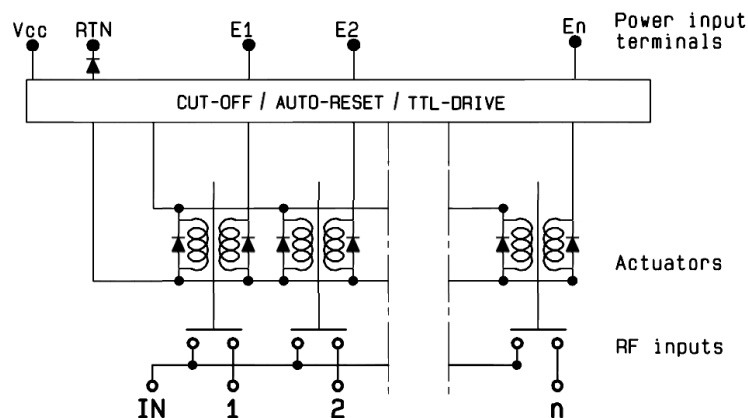 Vcc RTN E1 E2 En Power input
terminals
CUT-OFF / AUTO-RESET / TTL-DRIVE
Actuators
RF inputs
IN 1 2 n